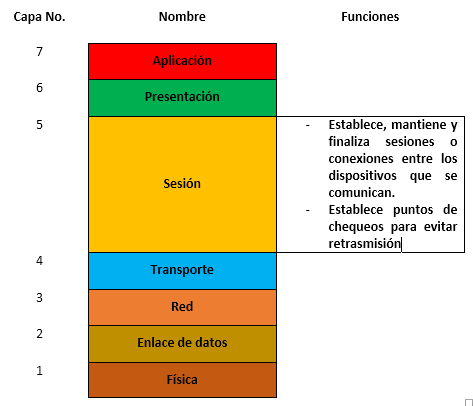 Capa No. Nombre Funciones
7 Aplicación
6 Presentación
5 Sesión
- Establece, mantiene y
finaliza sesiones o
conexiones entre los
dispositivos que se
comunican.
- Establece puntos de
chequeos para evitar
retrasmisión
4 Transporte
3 Red
2 Enlace de datos
1 Física